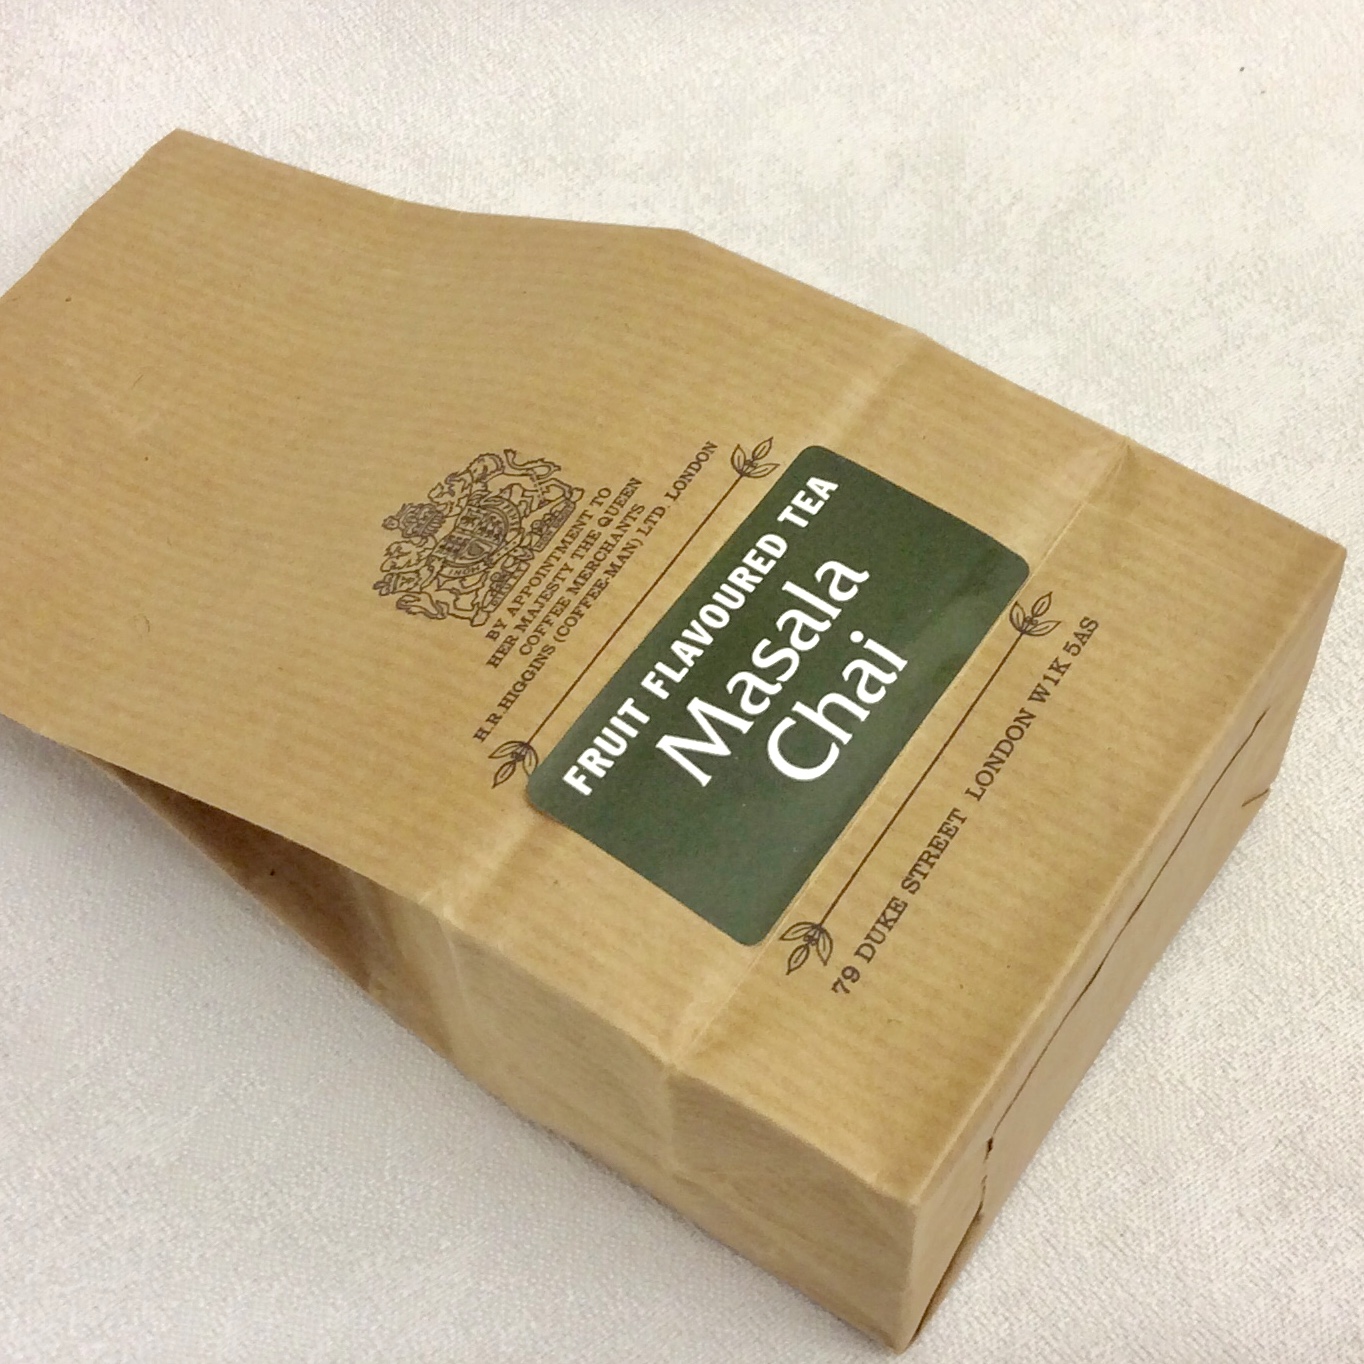 BY APPOINTMENT TO
HER MAJESTY THE QUEEN
COFFEE MERCHANTS
H.R.HIGGINS (COFFEE-MAN) LTD. LONDON
FRUIT FLAVOURED TEA
Masala
Chai
79 DUKE STREET LONDON W1K 5AS